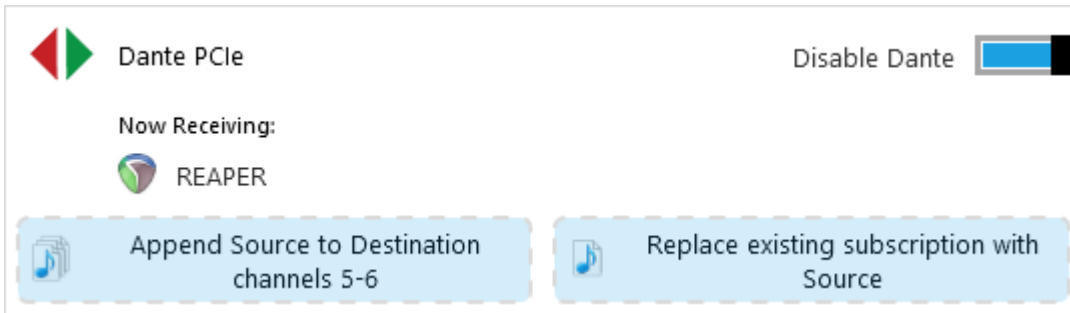 Dante PCIe
Disable Dante
Now Receiving:
REAPER
Append Source to Destination
channels 5-6
Replace existing subscription with
Source